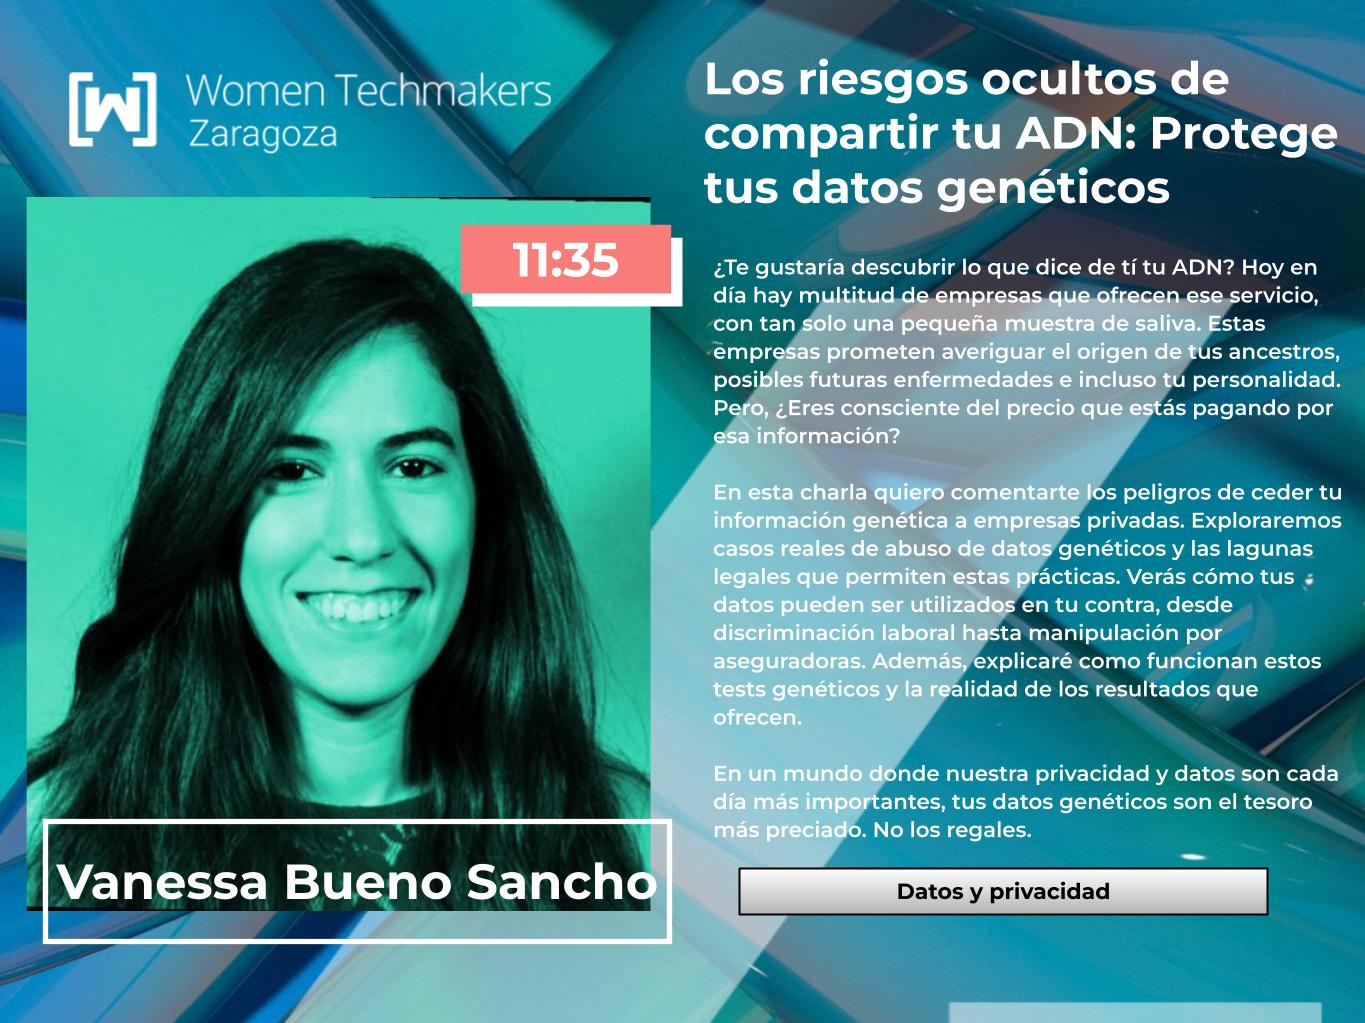 Women Techmakers
Zaragoza
Los riesgos ocultos de
compartir tu ADN: Protege
tus datos genéticos
11:35
¿Te gustaría descubrir lo que dice de tí tu ADN? Hoy en
día hay multitud de empresas que ofrecen ese servicio,
con tan solo una pequeña muestra de saliva. Estas
empresas prometen averiguar el origen de tus ancestros,
posibles futuras enfermedades e incluso tu personalidad.
Pero, ¿Eres consciente del precio que estás pagando por
esa información?
En esta charla quiero comentarte los peligros de ceder tu
información genética a empresas privadas. Exploraremos
casos reales de abuso de datos genéticos y las lagunas
legales que permiten estas prácticas. Verás cómo tus
datos pueden ser utilizados en tu contra, desde
discriminación laboral hasta manipulación por
aseguradoras. Además, explicaré como funcionan estos
tests genéticos y la realidad de los resultados que
ofrecen.
En un mundo donde nuestra privacidad y datos son cada
día más importantes, tus datos genéticos son el tesoro
más preciado. No los regales.
Vanessa Bueno Sancho
Datos y privacidad